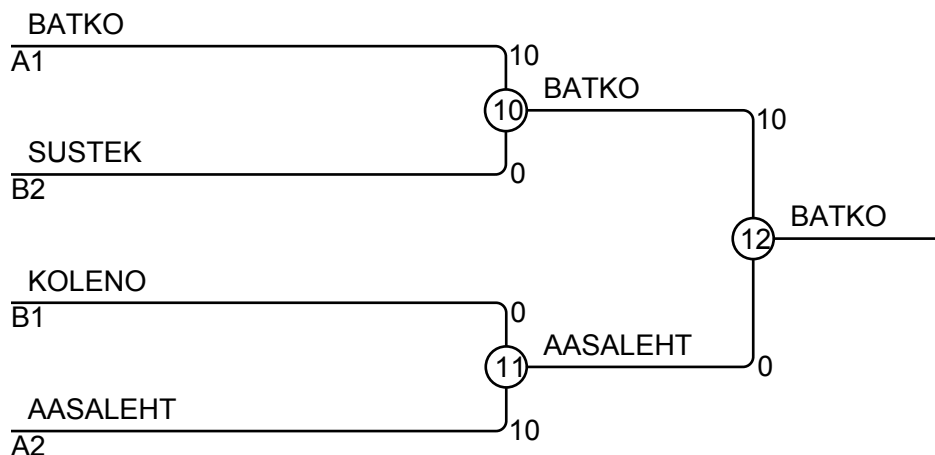 BATKO
A1
10
10
BATKO
10
SUSTEK
B2
0
12
BATKO
KOLENO
B1
0
11
AASALEHT
0
AASALEHT
A2
10